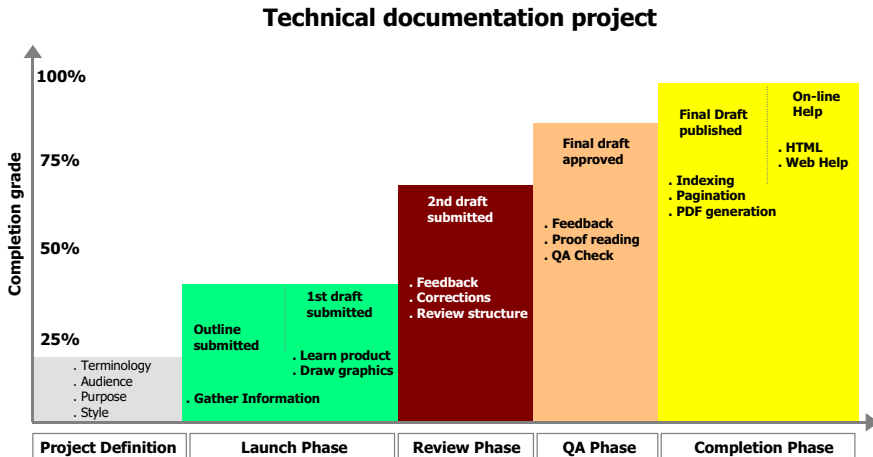 Technical documentation project
Completion grade
100%
75%
50%
25%
. Terminology
. Audience
. Purpose
. Style
Outline
submitted
. Gather Information
1st draft
submitted
. Learn product
. Draw graphics
2nd draft
submitted
. Feedback
. Corrections
. Review structure
Final draft
approved
. Feedback
. Proof reading
. QA Check
Final Draft
published
. Indexing
. Pagination
. PDF generation
On-line
Help
. HTML
. Web Help
Project Definition
Launch Phase
Review Phase
QA Phase
Completion Phase